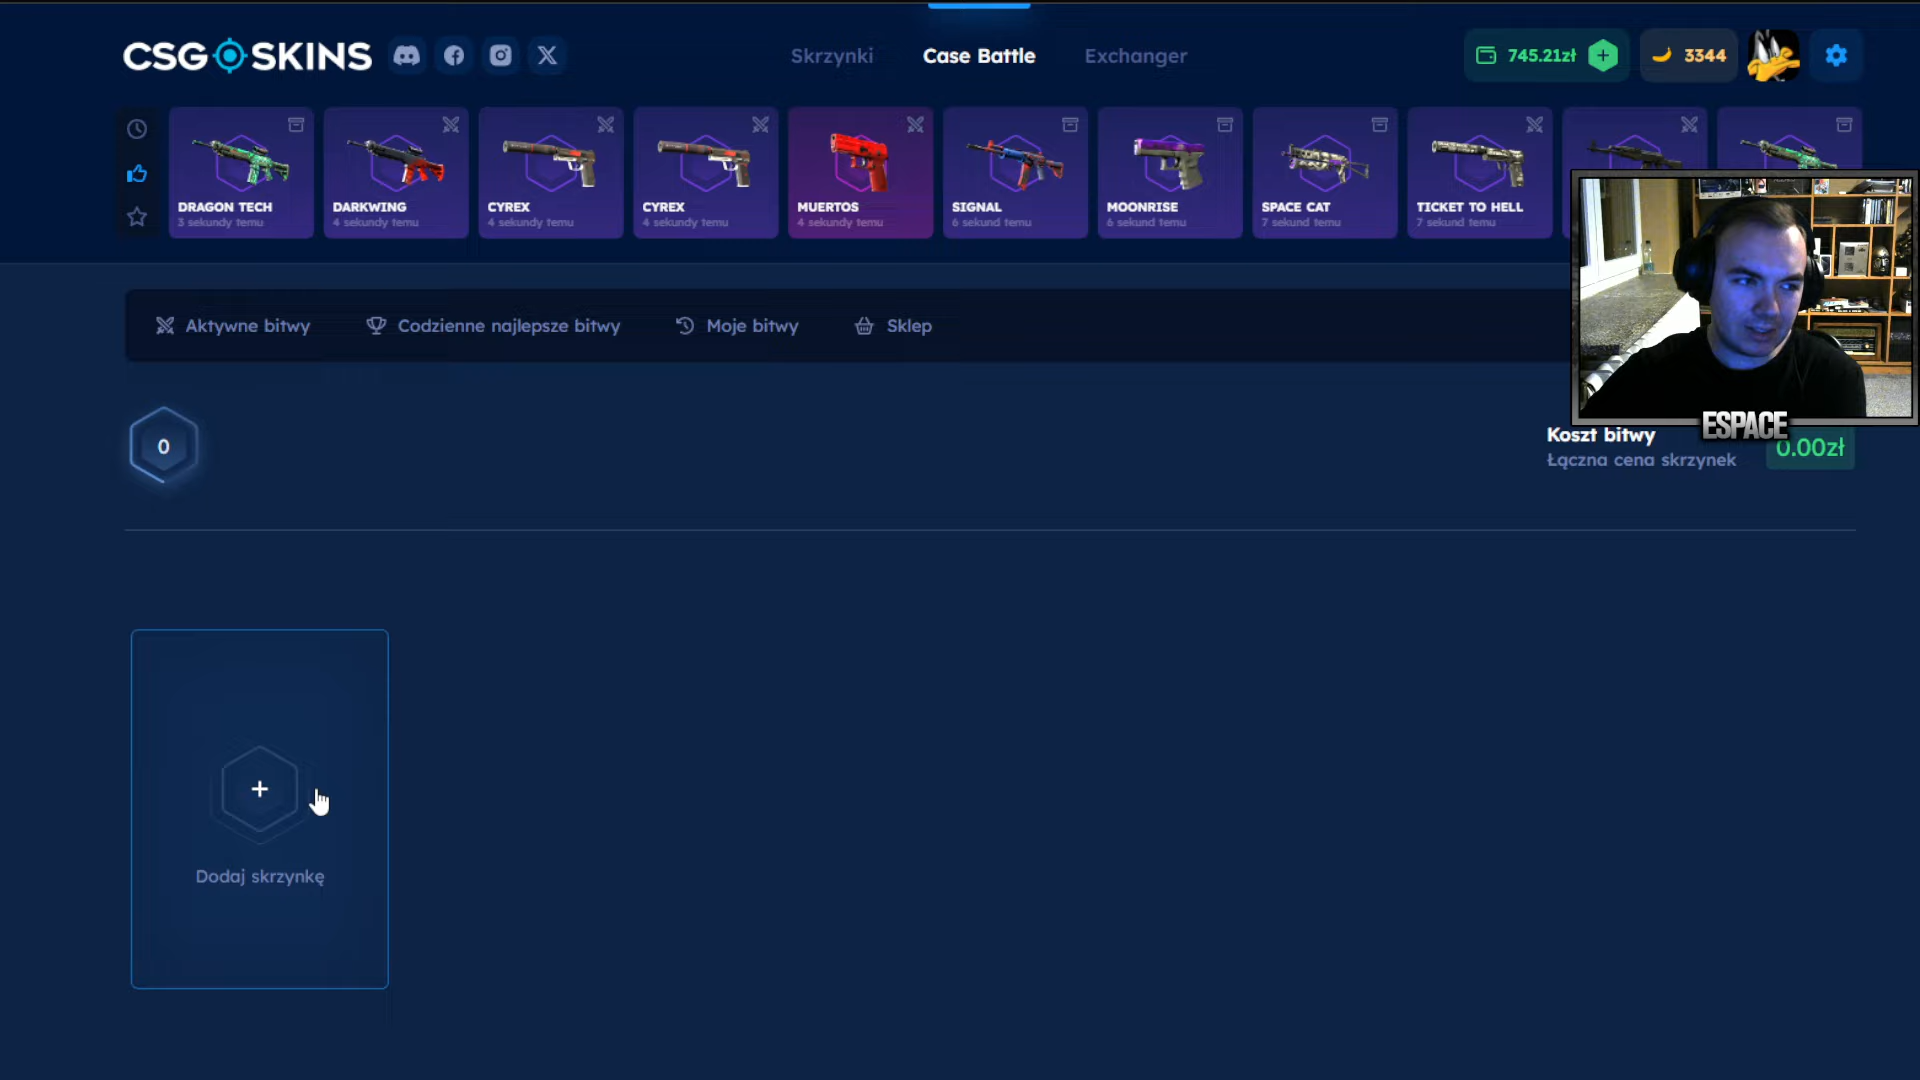 CSGOSKINS
Skrzynki
Case Battle
Exchanger
745.21zł
3344
DRAGON TECH
3 sekundy temu
DARKWING
4 sekundy temu
CYREX
4 sekundy temu
CYREX
4 sekundy temu
MUERTOS
4 sekundy temu
SIGNAL
6 sekund temu
MOONRISE
6 sekund temu
SPACE CAT
7 sekund temu
TICKET TO HELL
7 sekund temu
Aktywne bitwy
Codzienne najlepsze bitwy
Moje bitwy
Sklep
ESPACE
0
Koszt bitwy
Łączna cena skrzynek
0.00zł
+
Dodaj skrzynkę